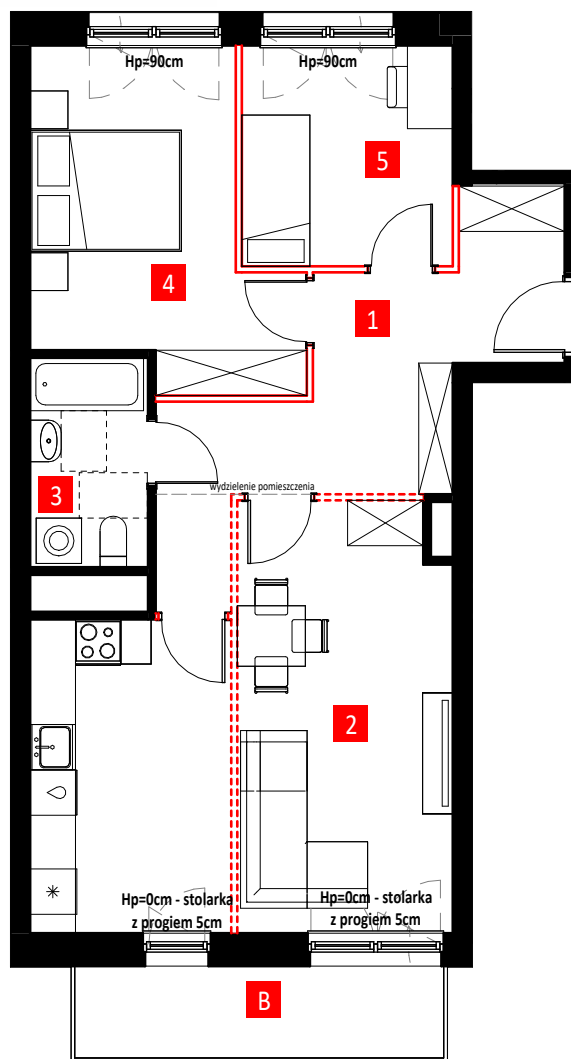 Hp=90cm
Hp=90cm
5
4
1
3
wydzielenie pomieszczenia
2
Hp=0cm - stolarka
z progiem 5cm
Hp=0cm - stolarka
z progiem 5cm
B